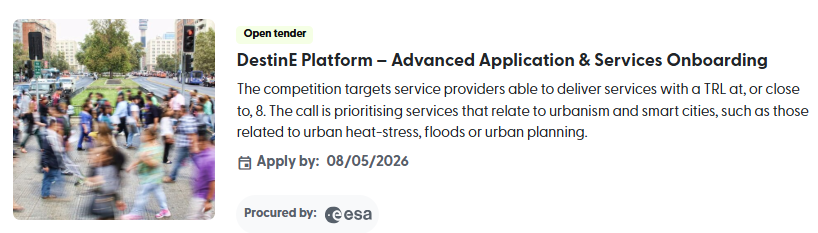 Open tender
DestinE Platform – Advanced Application & Services Onboarding
The competition targets service providers able to deliver services with a TRL at, or close
to, 8. The call is prioritising services that relate to urbanism and smart cities, such as those
related to urban heat-stress, floods or urban planning.
Apply by: 08/05/2026
Procured by: esa